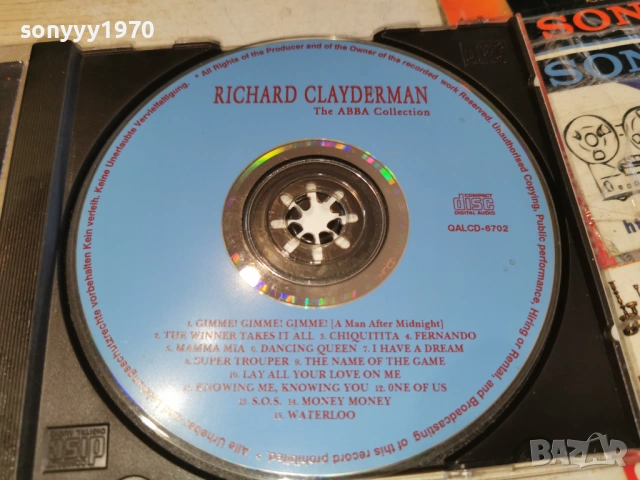 sonyyy1970
SONY
SON
• All Rights of the Producer and of the Owner of the recorded work Reserved. Unauthorised Copying, Public performance, Hiring or Rental, and Broadcasting of this record prohibited. •
RICHARD CLAYDERMAN
The ABBA Collection
COMPACT
disc
DIGITAL AUDIO
QALCD-6702
1. GIMME! GIMME! GIMME! [A Man After Midnight]
2. THE WINNER TAKES IT ALL 3. CHIQUITITA 4. FERNANDO
5. MAMMA MIA 6. DANCING QUEEN 7. I HAVE A DREAM
8. SUPER TROUPER 9. THE NAME OF THE GAME
10. LAY ALL YOUR LOVE ON ME
11. KNOWING ME, KNOWING YOU 12. ONE OF US
13. S.O.S. 14. MONEY MONEY
15. WATERLOO
vorbehalten Kein verleih. Keine Unerlaubte Vervielfaltigung.
disc
BAZAR
bg